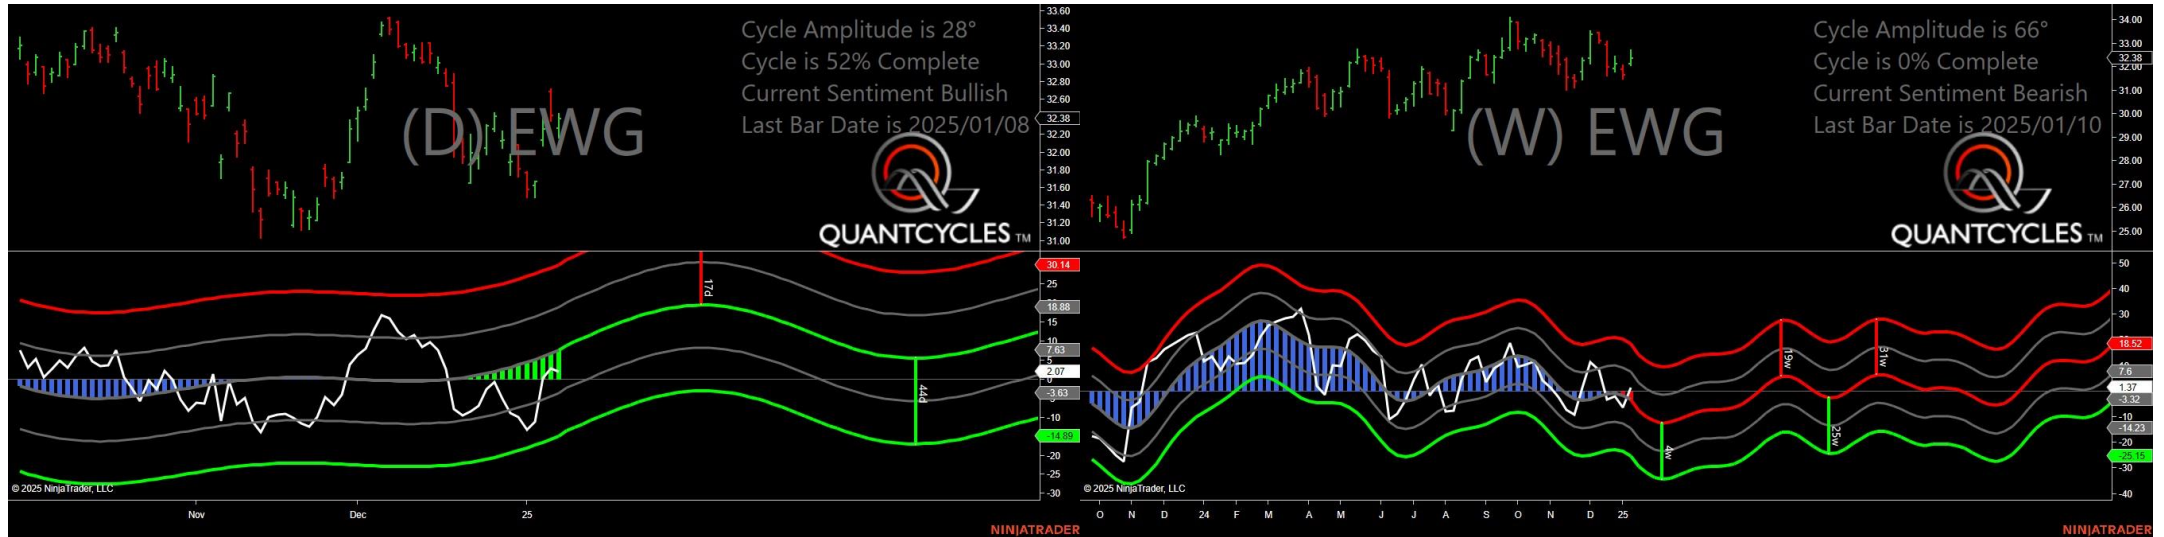 Cycle Amplitude is 28°
Cycle is 52% Complete
Current Sentiment Bullish
Last Bar Date is 2025/01/08
(D) EWG
QUANTCYCLES TM
33.60
33.40
33.20
33.00
32.80
32.60
32.38
32.20
32.00
31.80
31.60
31.40
31.20
31.00
30.14
25
18.88
15
10
7.63
5
2.07
0
-3.63
-10
-14.89
-20
-25
-30
17d
44d
© 2025 NinjaTrader, LLC
Nov
Dec
25
NINJATRADER
Cycle Amplitude is 66°
Cycle is 0% Complete
Current Sentiment Bearish
Last Bar Date is 2025/01/10
(W) EWG
QUANTCYCLES TM
34.00
33.00
32.38
32.00
31.00
30.00
29.00
28.00
27.00
26.00
25.00
50
40
30
18.52
7.6
1.37
-3.32
-10
-14.23
-20
-25.15
-30
-40
4w
19w
25w
31w
© 2025 NinjaTrader, LLC
O N D 24 F M A M J J A S O N D 25
NINJATRADER